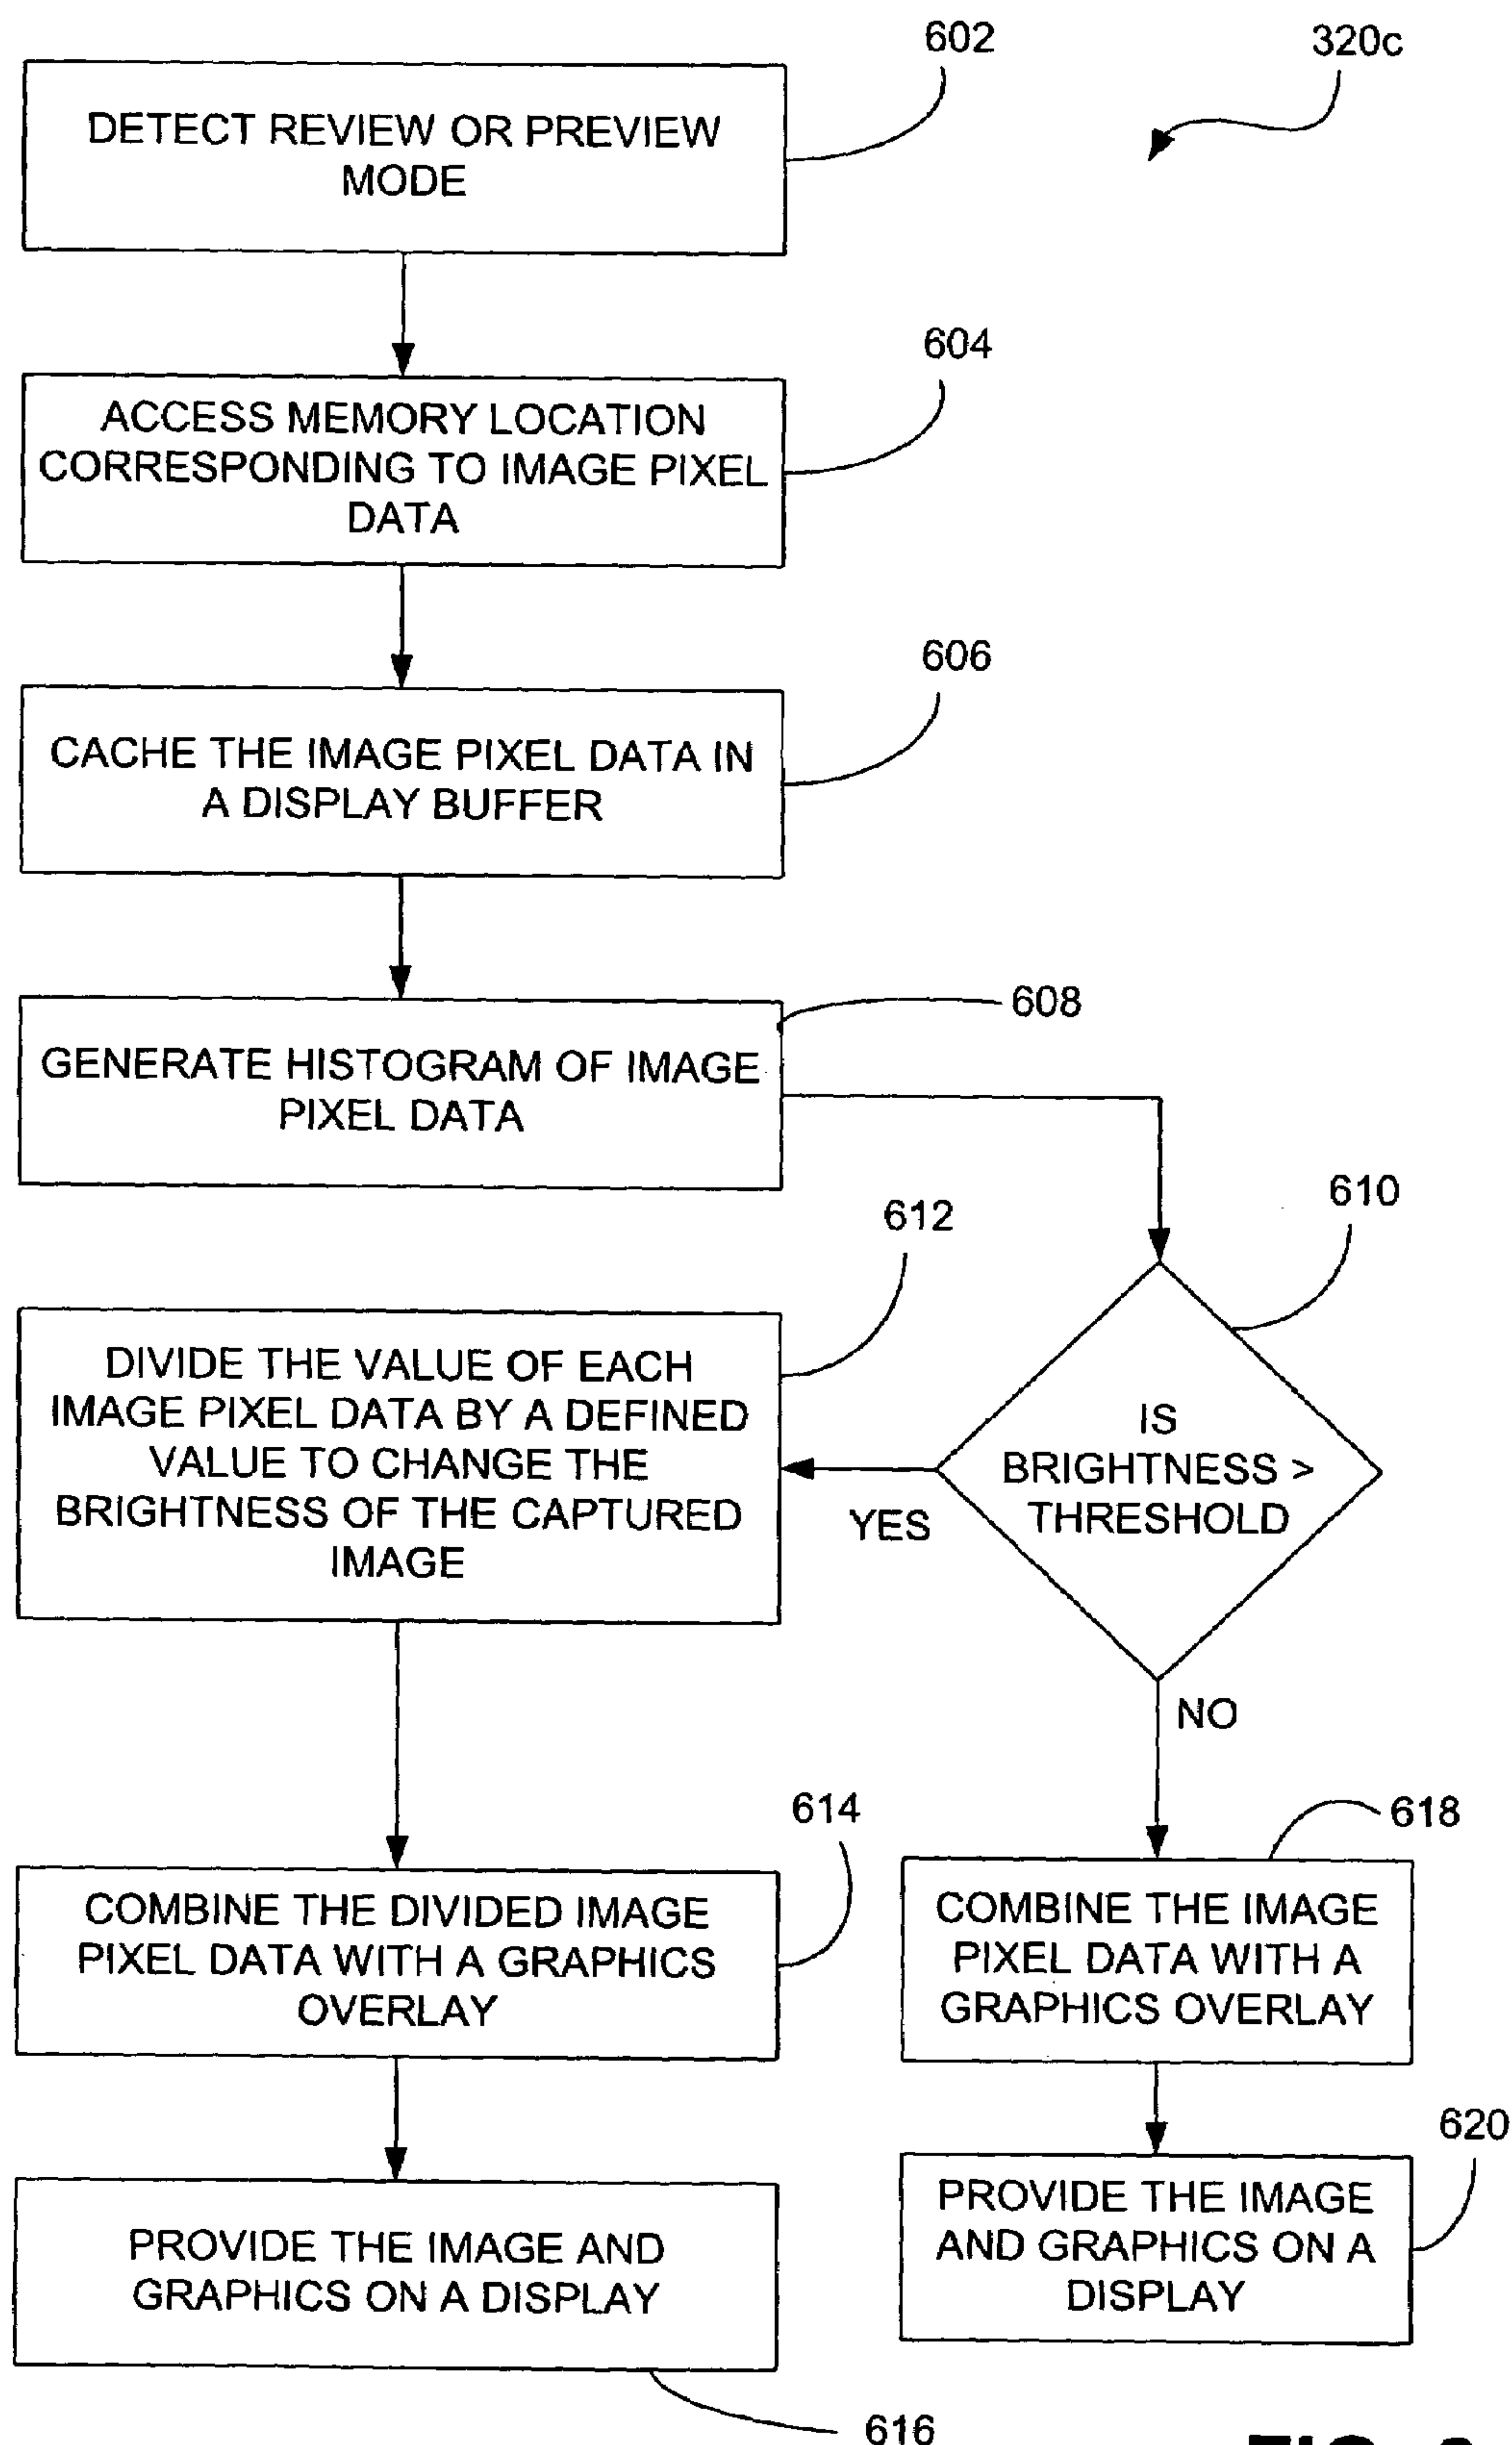 602
320c
DETECT REVIEW OR PREVIEW
MODE
604
ACCESS MEMORY LOCATION
CORRESPONDING TO IMAGE PIXEL
DATA
606
CACHE THE IMAGE PIXEL DATA IN
A DISPLAY BUFFER
608
GENERATE HISTOGRAM OF IMAGE
PIXEL DATA
610
612
DIVIDE THE VALUE OF EACH
IMAGE PIXEL DATA BY A DEFINED
VALUE TO CHANGE THE
BRIGHTNESS OF THE CAPTURED
IMAGE
IS
BRIGHTNESS >
THRESHOLD
YES
NO
614
618
COMBINE THE DIVIDED IMAGE
PIXEL DATA WITH A GRAPHICS
OVERLAY
COMBINE THE IMAGE
PIXEL DATA WITH A
GRAPHICS OVERLAY
620
PROVIDE THE IMAGE AND
GRAPHICS ON A DISPLAY
PROVIDE THE IMAGE
AND GRAPHICS ON A
DISPLAY
616